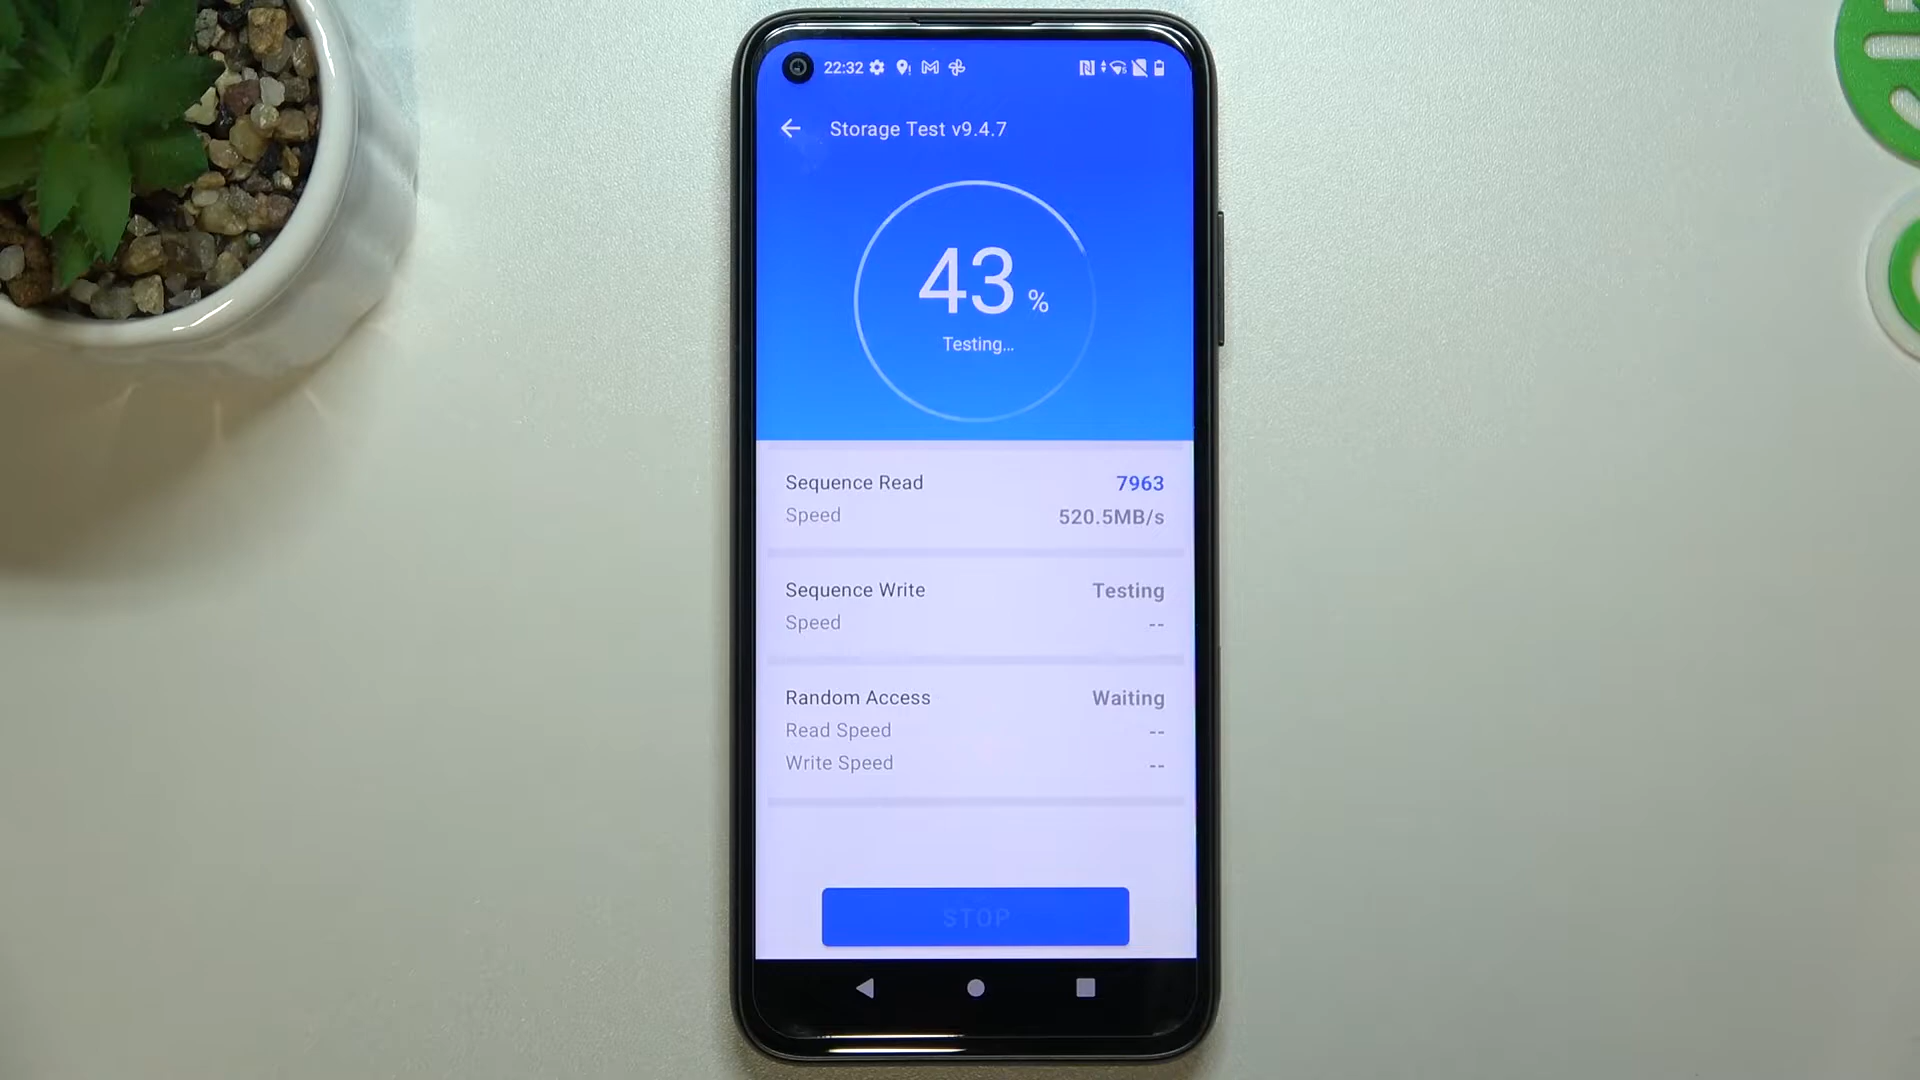 22:32
Storage Test v9.4.7
43 %
Testing...
Sequence Read 7963
Speed 520.5MB/s
Sequence Write Testing
Speed --
Random Access Waiting
Read Speed --
Write Speed --
STOP